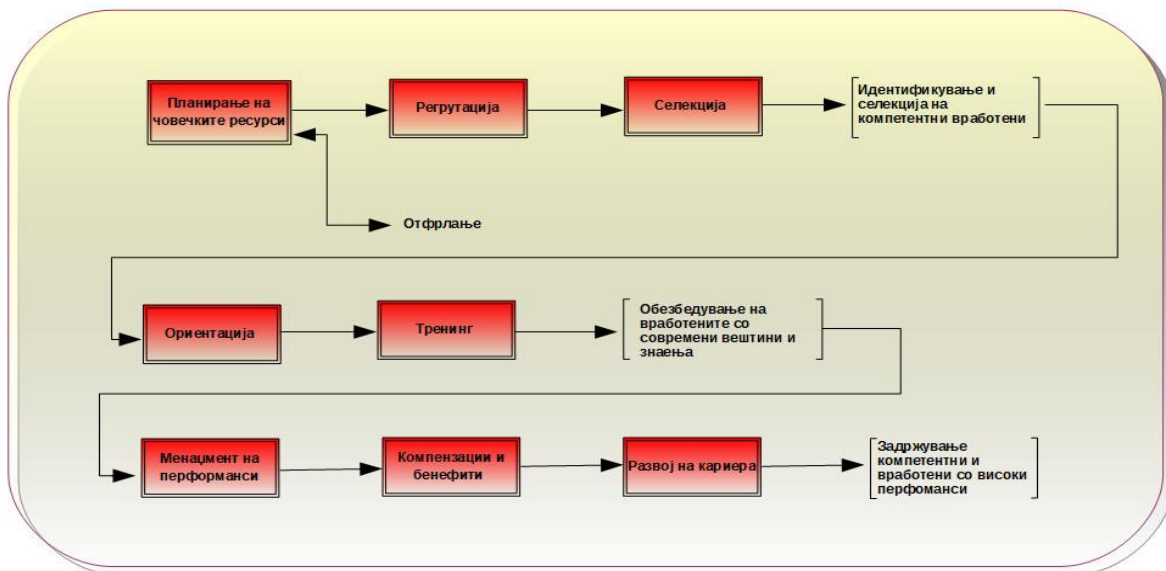 Планирање на
човечките ресурси
Регрутација
Селекција
Идентификување и
селекција на
компетентни вработени
Отфрлање
Ориентација
Тренинг
Обезбедување на
вработените со
современи вештини и
знаења
Менаџмент на
перформанси
Компензации и
бенефити
Развој на кариера
Задржување
компетентни и
вработени со високи
перфоманси